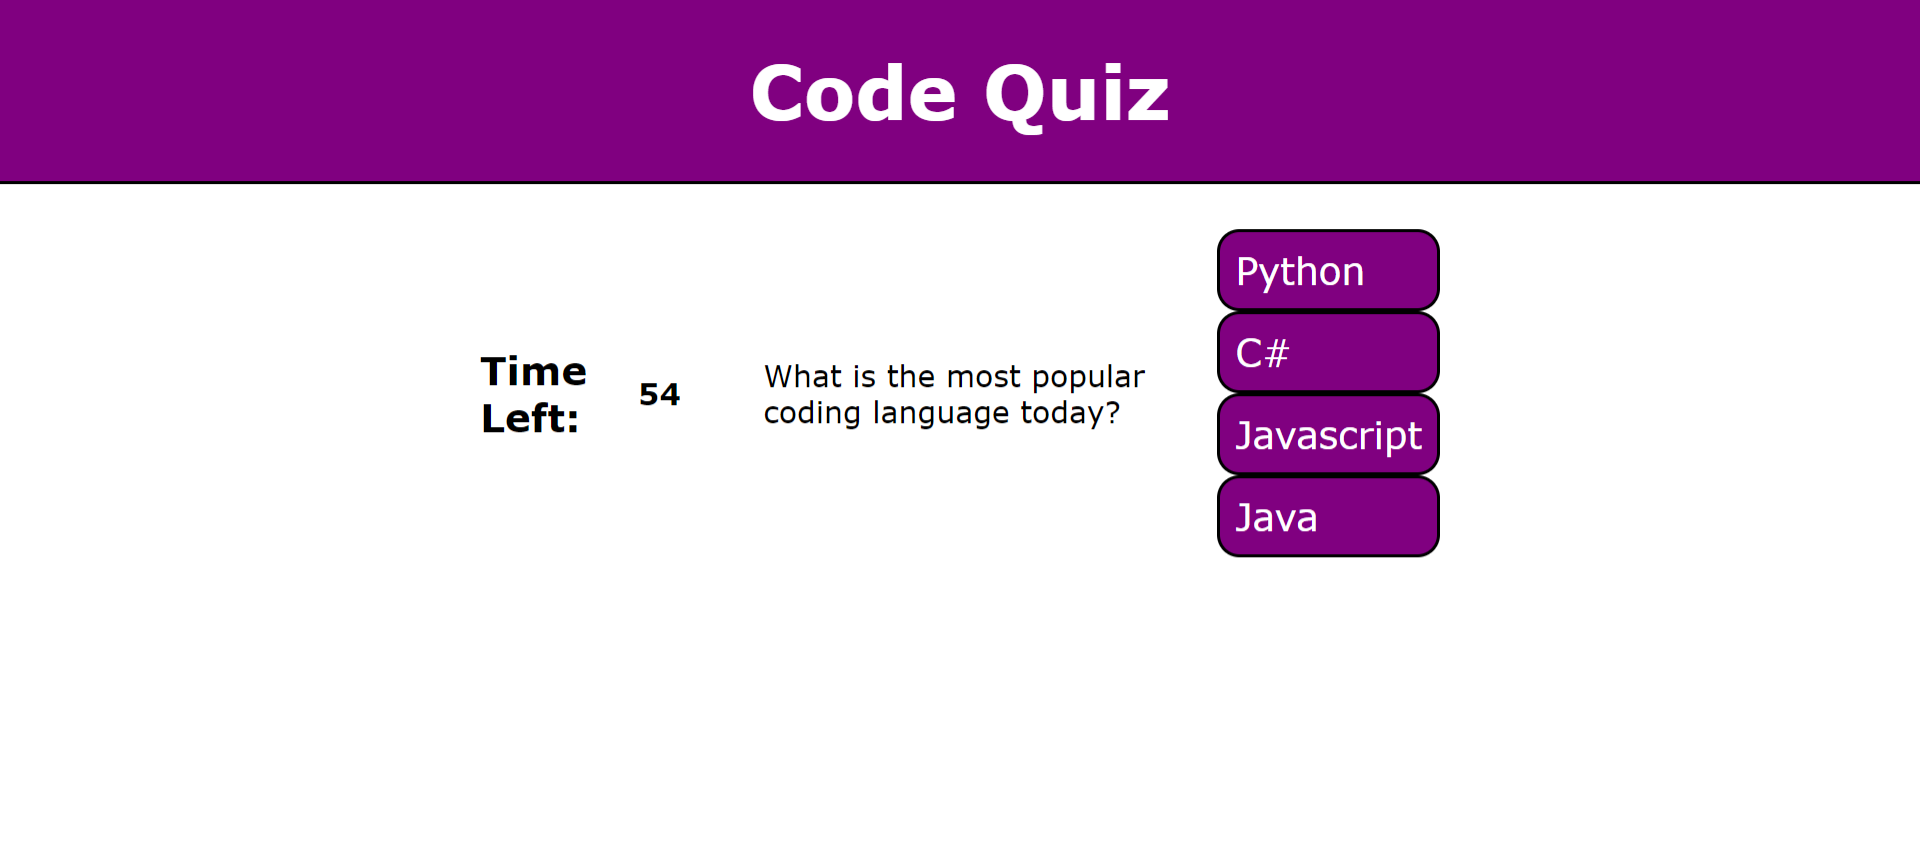 Code Quiz
Time
Left:
54
What is the most popular
coding language today?
Python
C#
Javascript
Java